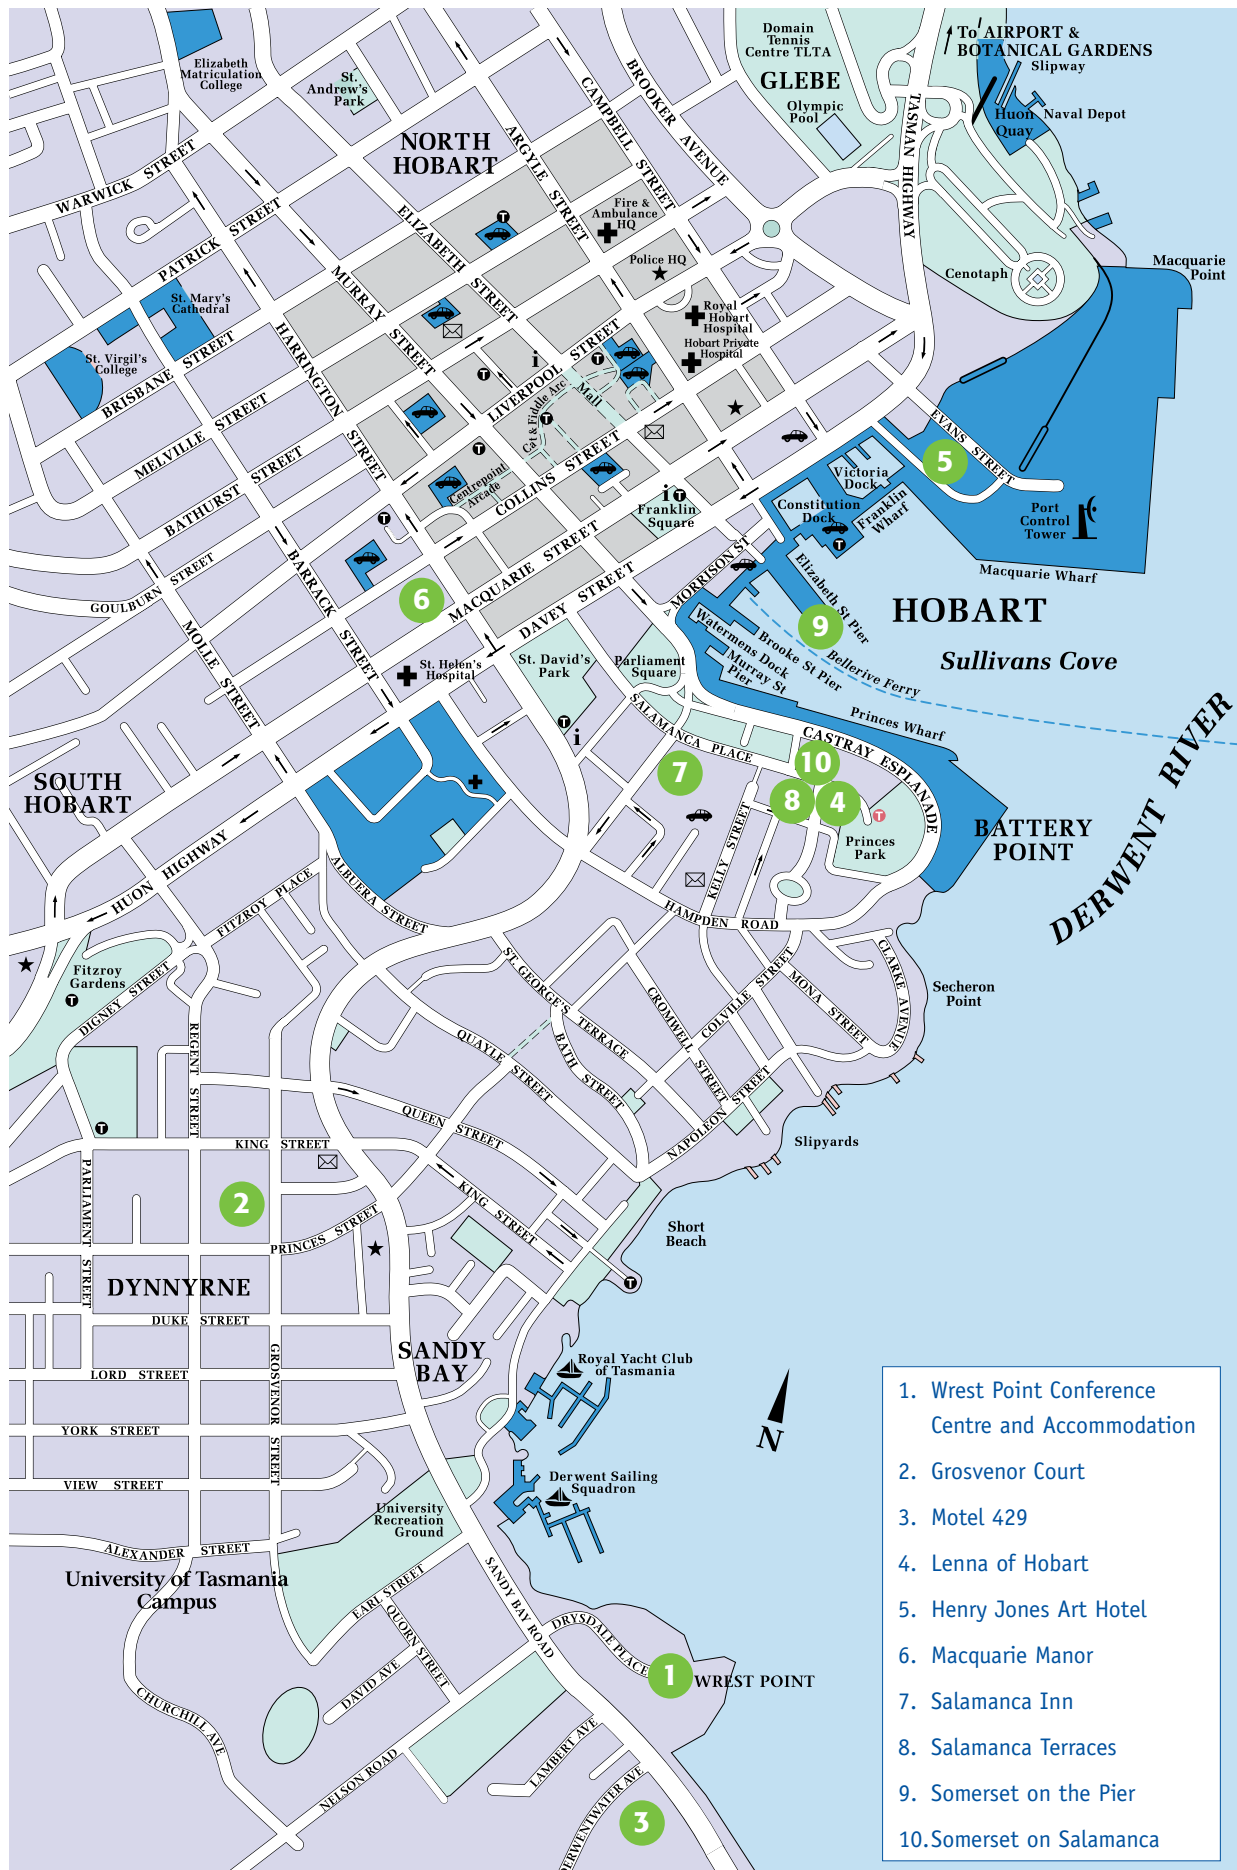 Domain
Tennis
Centre TLTA
GLEBE
Olympic
Pool
To AIRPORT &
BOTANICAL GARDENS
Slipway
Huon
Quay
Naval Depot
Elizabeth
Matriculation
College
St.
Andrew's
Park
NORTH
HOBART
BROOKER AVENUE
CAMPBELL STREET
ARGYLE STREET
TASMAN HIGHWAY
WARWICK STREET
PATRICK STREET
ELIZABETH STREET
MURRAY STREET
HARRINGTON STREET
Fire &
Ambulance
HQ
Police HQ
Cenotaph
Macquarie
Point
St. Mary's
Cathedral
St. Virgil's
College
BRISBANE STREET
MELVILLE STREET
BATHURST STREET
GOULBURN STREET
LIVERPOOL STREET
Royal
Hobart
Hospital
Hobart Private
Hospital
i
Cat & Fiddle Arc
Mall
Centrepoint
Arcade
COLLINS STREET
i
T
Franklin
Square
EVANS STREET
5
Victoria
Dock
Constitution
Dock
Franklin
Wharf
Port
Control
Tower
Macquarie Wharf
MACQUARIE STREET
DAVEY STREET
MORRISON ST
Elizabeth St Pier
9
HOBART
Sullivans Cove
6
BARRACK STREET
MOLLE STREET
St. Helen's
Hospital
St. David's
Park
Parliament
Square
Watermens Dock
Brooke St Pier
Murray St
Pier
Bellerive Ferry
Princes Wharf
DERWENT RIVER
T
i
SALAMANCA PLACE
CASTRAY ESPLANADE
7
10
8
4
T
Princes
Park
BATTERY
POINT
SOUTH
HOBART
HUON HIGHWAY
ALBUERA STREET
FITZROY PLACE
KELLY STREET
HAMPDEN ROAD
Fitzroy
Gardens
T
DIGNEY STREET
REGENT STREET
ST. GEORGE'S TERRACE
CROMWELL STREET
COLVILLE STREET
MONA STREET
CLARKE AVENUE
Secheron
Point
QUAYLE STREET
BATH STREET
NAPOLEON STREET
Slipyards
T
QUEEN STREET
KING STREET
KING STREET
PARLIAMENT STREET
2
PRINCES STREET
Short
Beach
T
DYNNYRNE
DUKE STREET
SANDY
BAY
LORD STREET
GROSVENOR STREET
YORK STREET
VIEW STREET
Royal Yacht Club
of Tasmania
N
Derwent Sailing
Squadron
University
Recreation
Ground
ALEXANDER STREET
University of Tasmania
Campus
EARL STREET
SANDY BAY ROAD
QUORN STREET
DRYSDALE PLACE
1
WREST POINT
DAVID AVE
CHURCHILL AVE
NELSON ROAD
LAMBERT AVE
DERWENTWATER AVE
3
1. Wrest Point Conference
Centre and Accommodation
2. Grosvenor Court
3. Motel 429
4. Lenna of Hobart
5. Henry Jones Art Hotel
6. Macquarie Manor
7. Salamanca Inn
8. Salamanca Terraces
9. Somerset on the Pier
10.Somerset on Salamanca